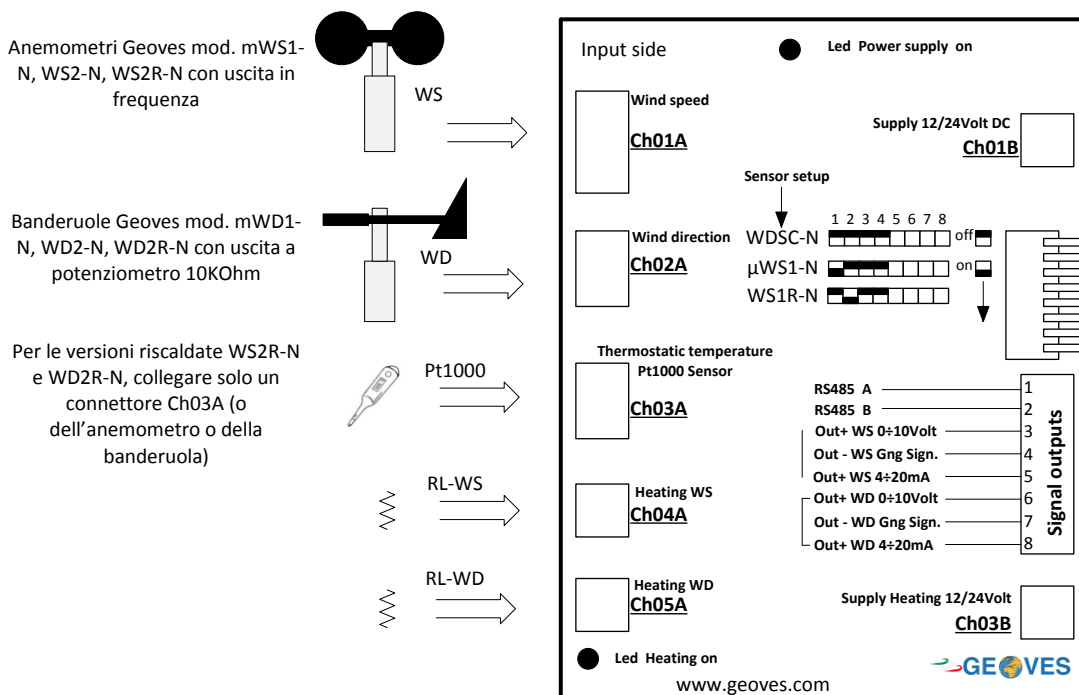 Anemometri Geoves mod. mWS1-
N, WS2-N, WS2R-N con uscita in
frequenza
WS
Banderuole Geoves mod. mWD1-
N, WD2-N, WD2R-N con uscita a
potenziometro 10KOhm
WD
Per le versioni riscaldate WS2R-N
e WD2R-N, collegare solo un
connettore Ch03A (o
dell'anemometro o della
banderuola)
Pt1000
RL-WS
RL-WD
Input side
Led Power supply on
Wind speed
Ch01A
Supply 12/24Volt DC
Ch01B
Sensor setup
1 2 3 4 5 6 7 8
Wind direction
Ch02A
WDSC-N
off
µWS1-N
on
WS1R-N
Thermostatic temperature
Pt1000 Sensor
Ch03A
RS485 A 1
RS485 B 2
Out+ WS 0÷10Volt 3
Out - WS Gng Sign. 4
Out+ WS 4÷20mA 5
Out+ WD 0÷10Volt 6
Out - WD Gng Sign. 7
Out+ WD 4÷20mA 8
Signal outputs
Heating WS
Ch04A
Heating WD
Ch05A
Supply Heating 12/24Volt
Ch03B
Led Heating on
www.geoves.com
GEOVES